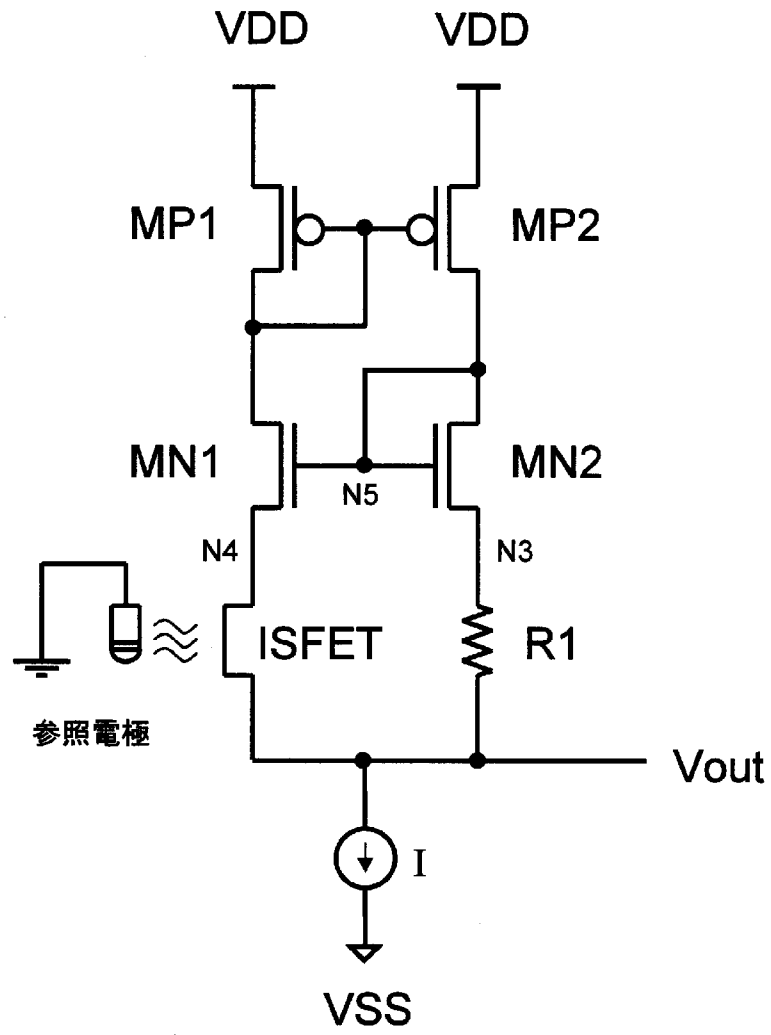 VDD VDD
MP1 MP2
MN1 MN2
N5
N4 N3
ISFET R1
参照電極
Vout
I
VSS